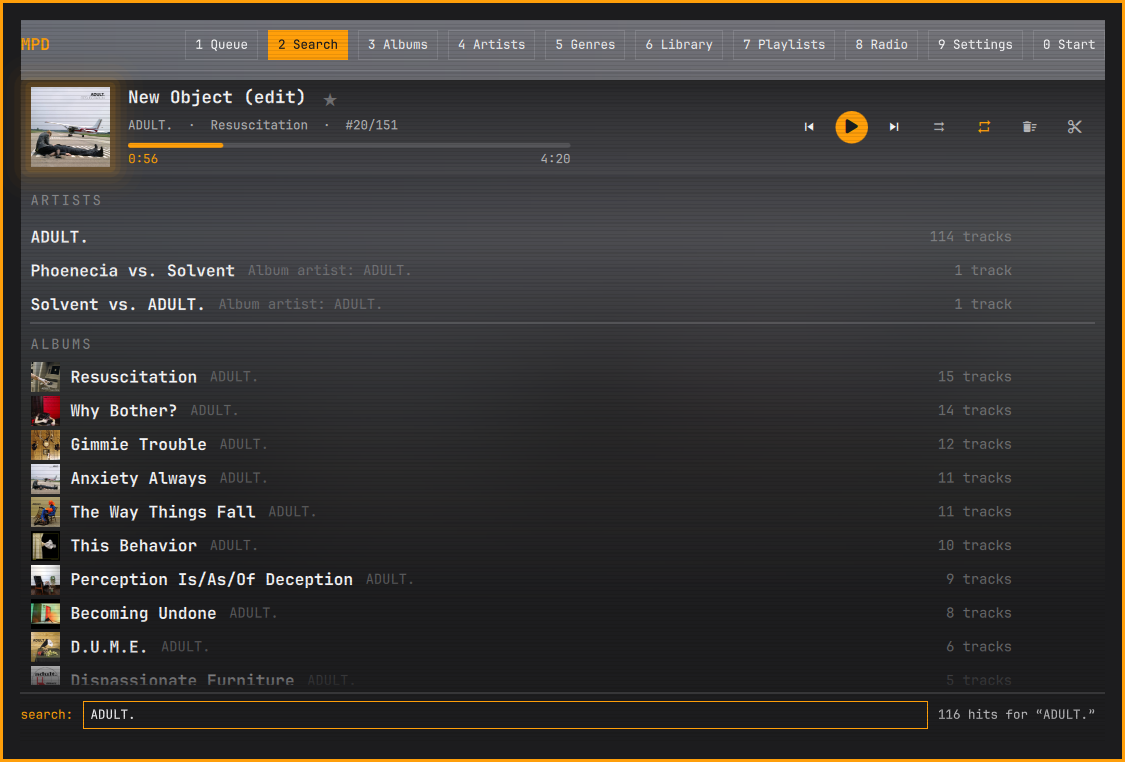 MPD 1 Queue 2 Search 3 Albums 4 Artists 5 Genres 6 Library 7 Playlists 8 Radio 9 Settings 0 Start
ADULT.
New Object (edit) ★
ADULT. · Resuscitation · #20/151
0:56 4:20
ARTISTS
ADULT. 114 tracks
Phoenecia vs. Solvent Album artist: ADULT. 1 track
Solvent vs. ADULT. Album artist: ADULT. 1 track
ALBUMS
Resuscitation ADULT. 15 tracks
Why Bother? ADULT. 14 tracks
Gimmie Trouble ADULT. 12 tracks
Anxiety Always ADULT. 11 tracks
The Way Things Fall ADULT. 11 tracks
This Behavior ADULT. 10 tracks
Perception Is/As/Of Deception ADULT. 9 tracks
Becoming Undone ADULT. 8 tracks
D.U.M.E. ADULT. 6 tracks
Dispassionate Furniture ADULT. 5 tracks
search: ADULT. 116 hits for “ADULT.”